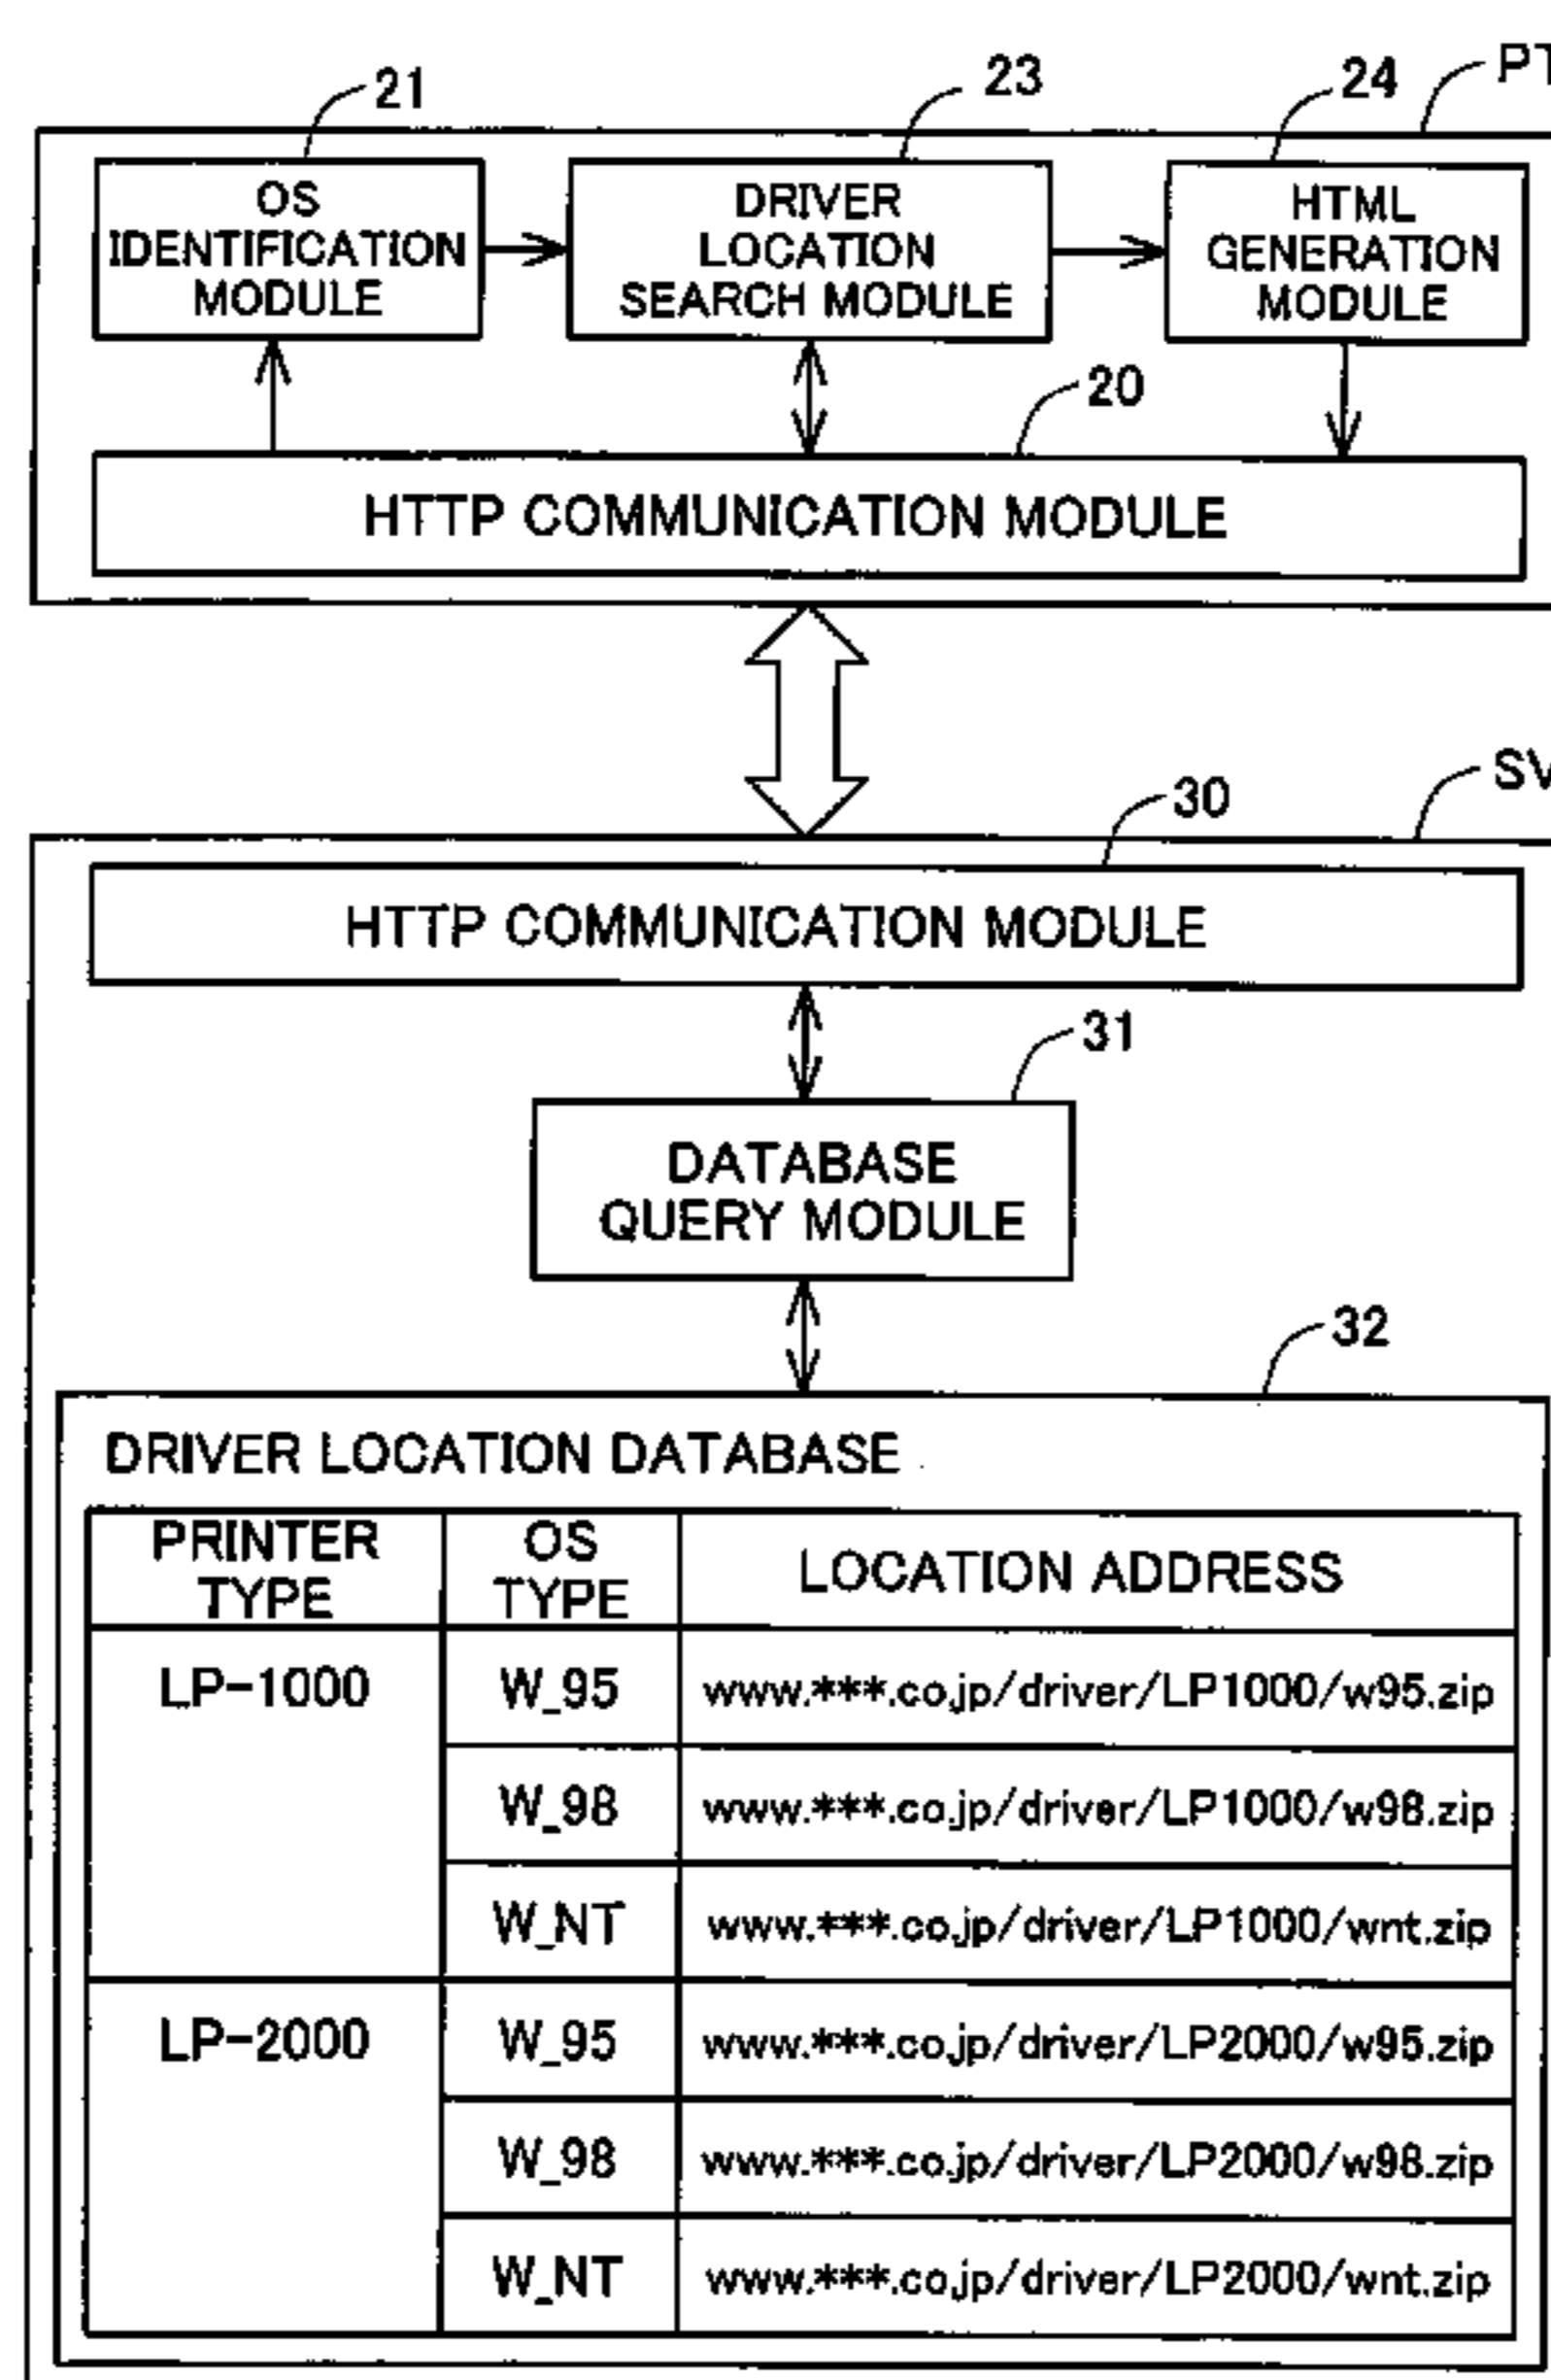 21
23
24
PT
OS
IDENTIFICATION
MODULE
DRIVER
LOCATION
SEARCH MODULE
HTML
GENERATION
MODULE
20
HTTP COMMUNICATION MODULE
SV
30
HTTP COMMUNICATION MODULE
31
DATABASE
QUERY MODULE
32
DRIVER LOCATION DATABASE
PRINTER
TYPE
OS
TYPE
LOCATION ADDRESS
LP-1000 W_95 www.***.co.jp/driver/LP1000/w95.zip
W_98 www.***.co.jp/driver/LP1000/w98.zip
W_NT www.***.co.jp/driver/LP1000/wnt.zip
LP-2000 W_95 www.***.co.jp/driver/LP2000/w95.zip
W_98 www.***.co.jp/driver/LP2000/w98.zip
W_NT www.***.co.jp/driver/LP2000/wnt.zip